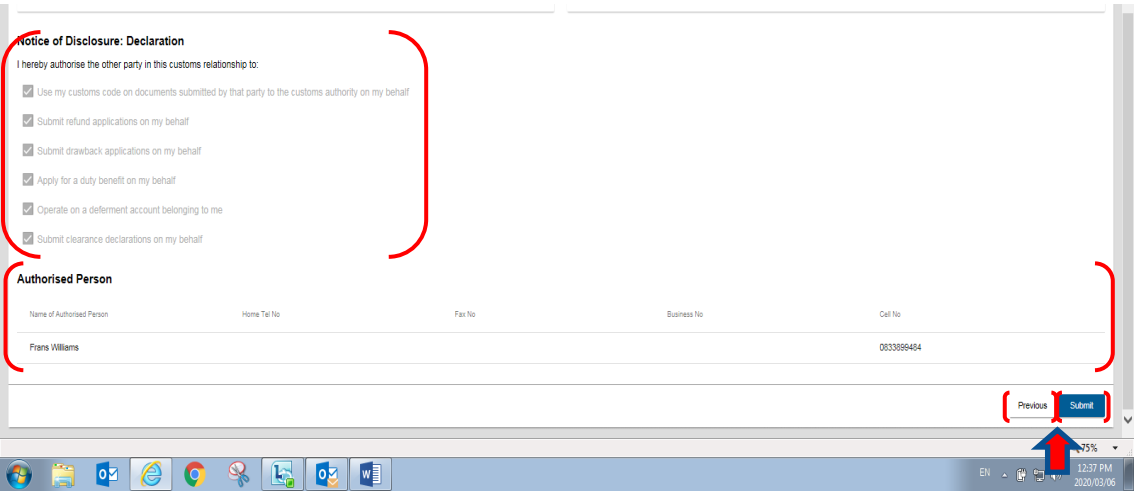 Notice of Disclosure: Declaration
I hereby authorise the other party in this customs relationship to:
Use my customs code on documents submitted by that party to the customs authority on my behalf
Submit refund applications on my behalf
Submit drawback applications on my behalf
Apply for a duty benefit on my behalf
Operate on a deferment account belonging to me
Submit clearance declarations on my behalf
Authorised Person
Name of Authorised Person Home Tel No Fax No Business No Cell No
Frans Williams 0833899484
Previous Submit
75%
EN 12:37 PM
2020/03/06